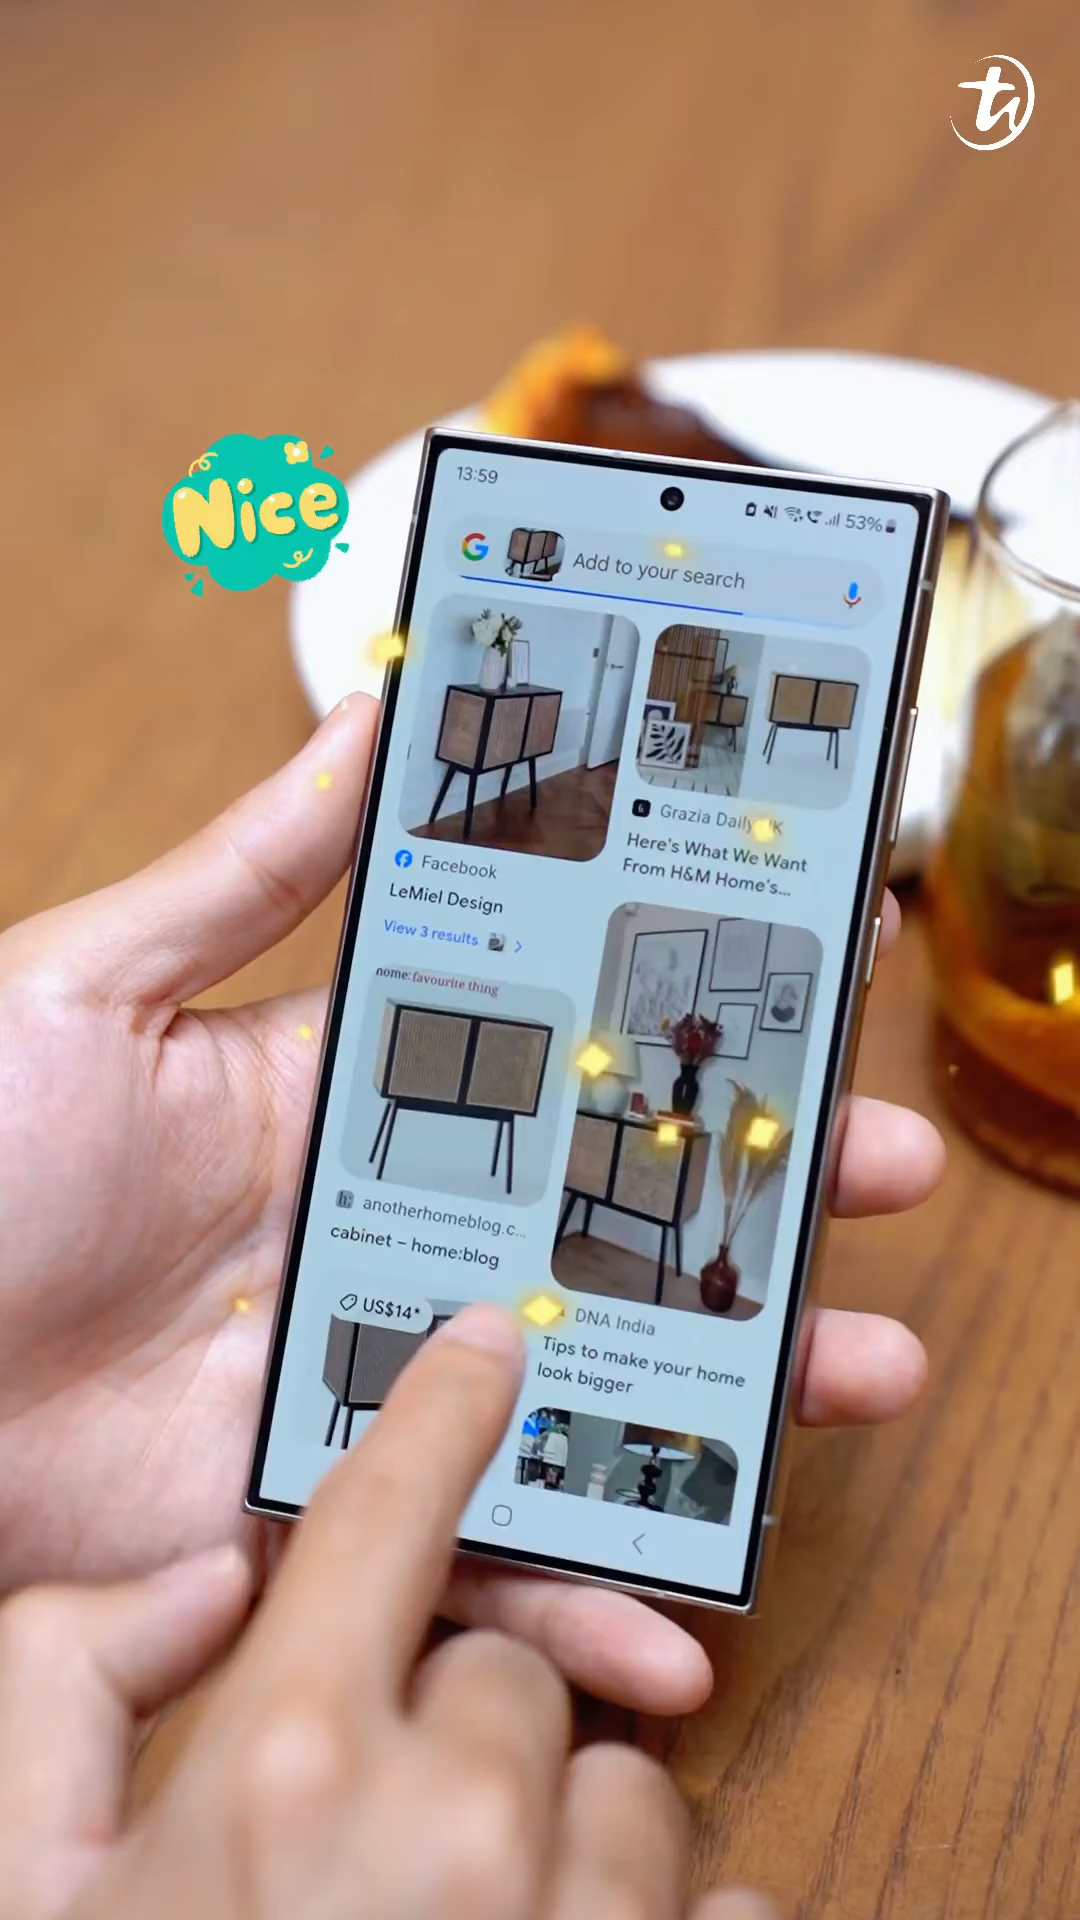 Nice
13:59
53%
Add to your search
Grazia Daily UK
Here's What We Want
From H&M Home's...
Facebook
LeMiel Design
View 3 results
home: favourite thing
anotherhomeblog.c...
cabinet – home:blog
US$14*
DNA India
Tips to make your home
look bigger